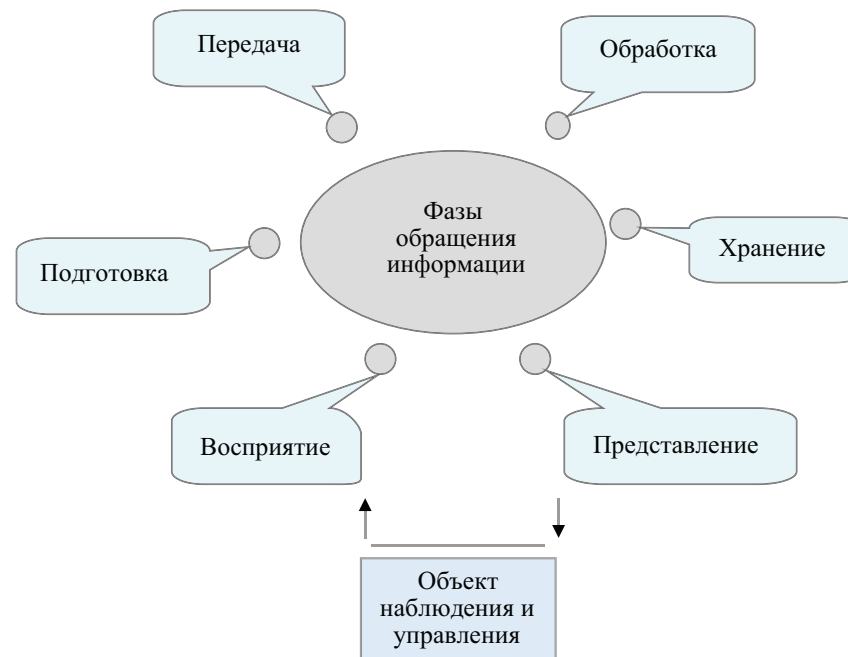 Передача
Обработка
Фазы
обращения
информации
Хранение
Подготовка
Восприятие
Представление
Объект
наблюдения и
управления